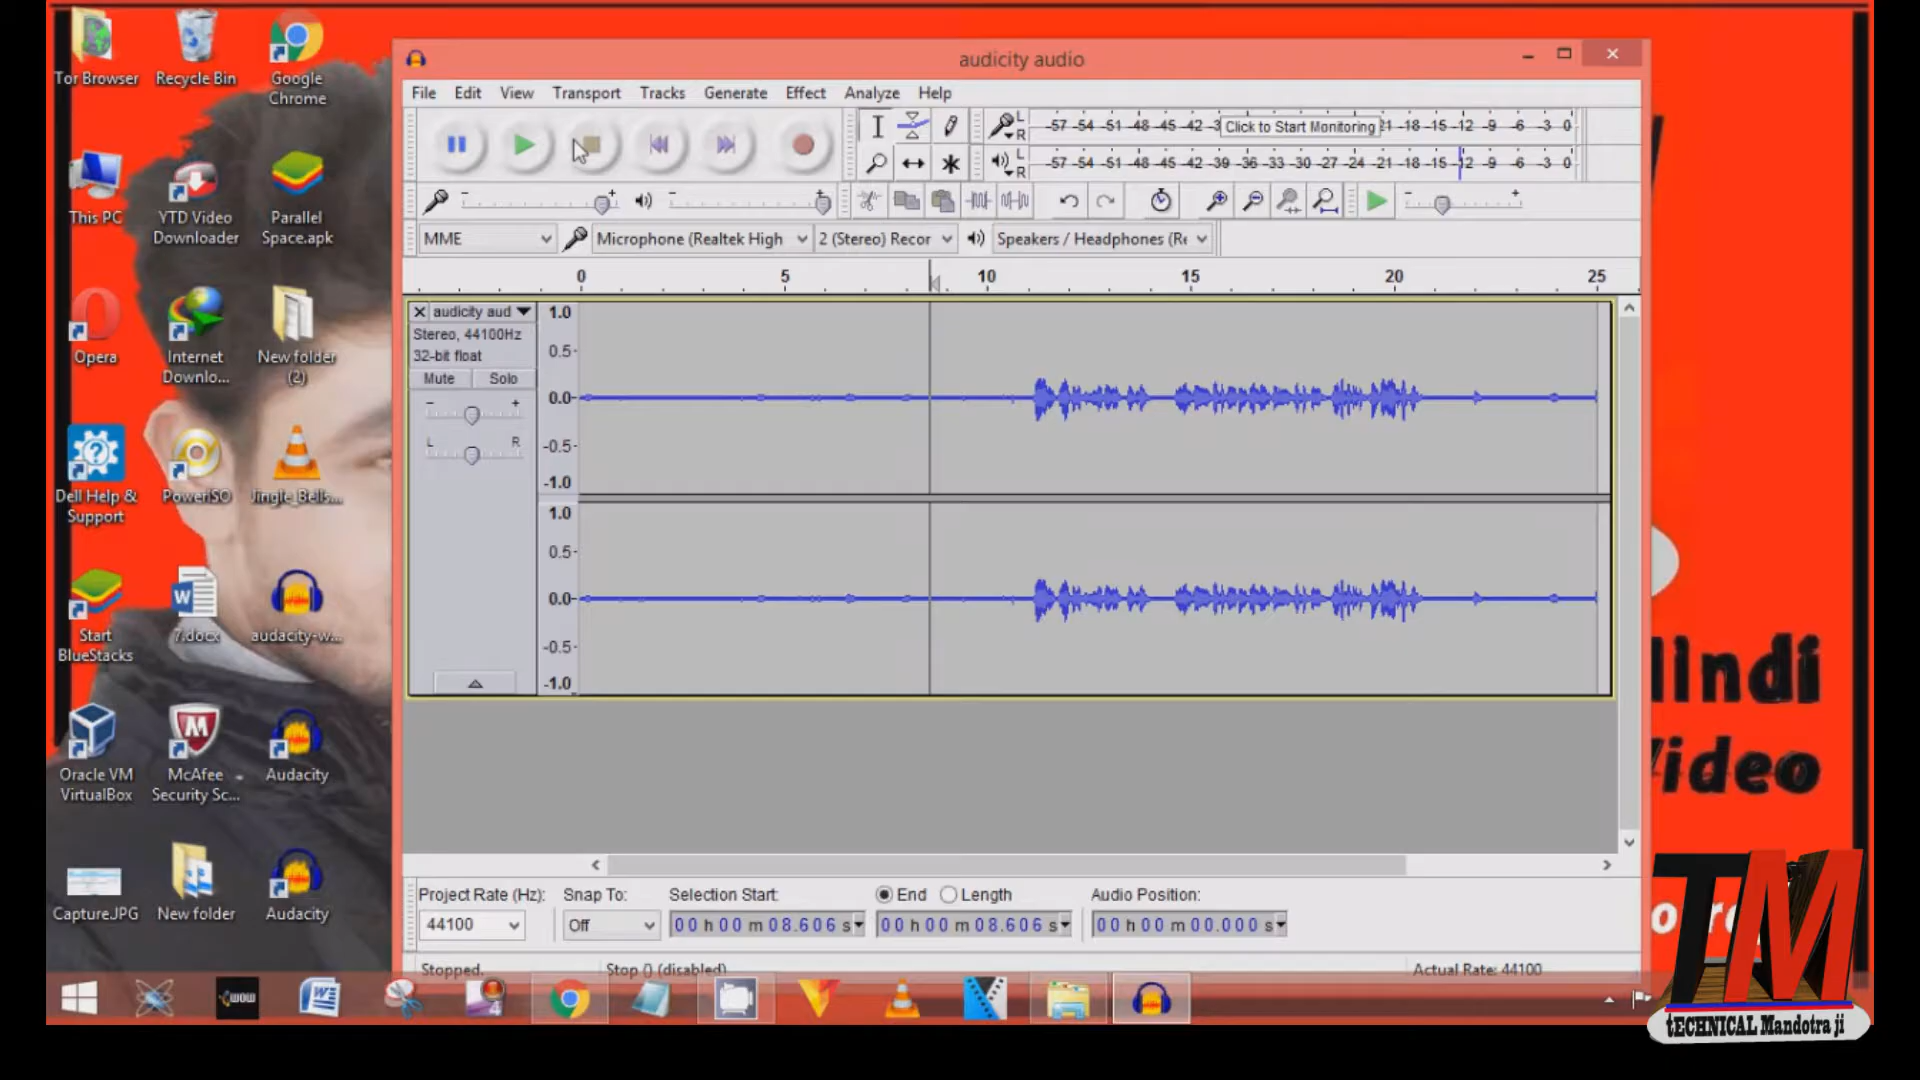 Tor Browser
Recycle Bin
Google
Chrome
This PC
YTD Video
Downloader
Parallel
Space.apk
Opera
Internet
Downlo...
New folder
(2)
Dell Help &
Support
PowerISO
Jingle_Bells...
Start
BlueStacks
7.docx
audacity-w...
Oracle VM
VirtualBox
McAfee
Security Sc...
Audacity
Capture.JPG
New folder
Audacity
audicity audio
File Edit View Transport Tracks Generate Effect Analyze Help
L
R
-57 -54 -51 -48 -45 -42 -3
Click to Start Monitoring
21 -18 -15 -12 -9 -6 -3 0
L
R
-57 -54 -51 -48 -45 -42 -39 -36 -33 -30 -27 -24 -21 -18 -15 -12 -9 -6 -3 0
MME
Microphone (Realtek High
2 (Stereo) Recor
Speakers / Headphones (Re
0 5 10 15 20 25
audicity aud
Stereo, 44100Hz
32-bit float
Mute Solo
- +
L R
1.0
0.5-
0.0-
-0.5-
-1.0
1.0
0.5-
0.0-
-0.5-
-1.0
Project Rate (Hz):
44100
Snap To:
Off
Selection Start:
00 h 00 m 08.606 s
End Length
00 h 00 m 08.606 s
Audio Position:
00 h 00 m 00.000 s
Stopped.
Stop () (disabled)
Actual Rate: 44100
wow
4
lindi
Video
TM
tECHNICAL Mandotra ji